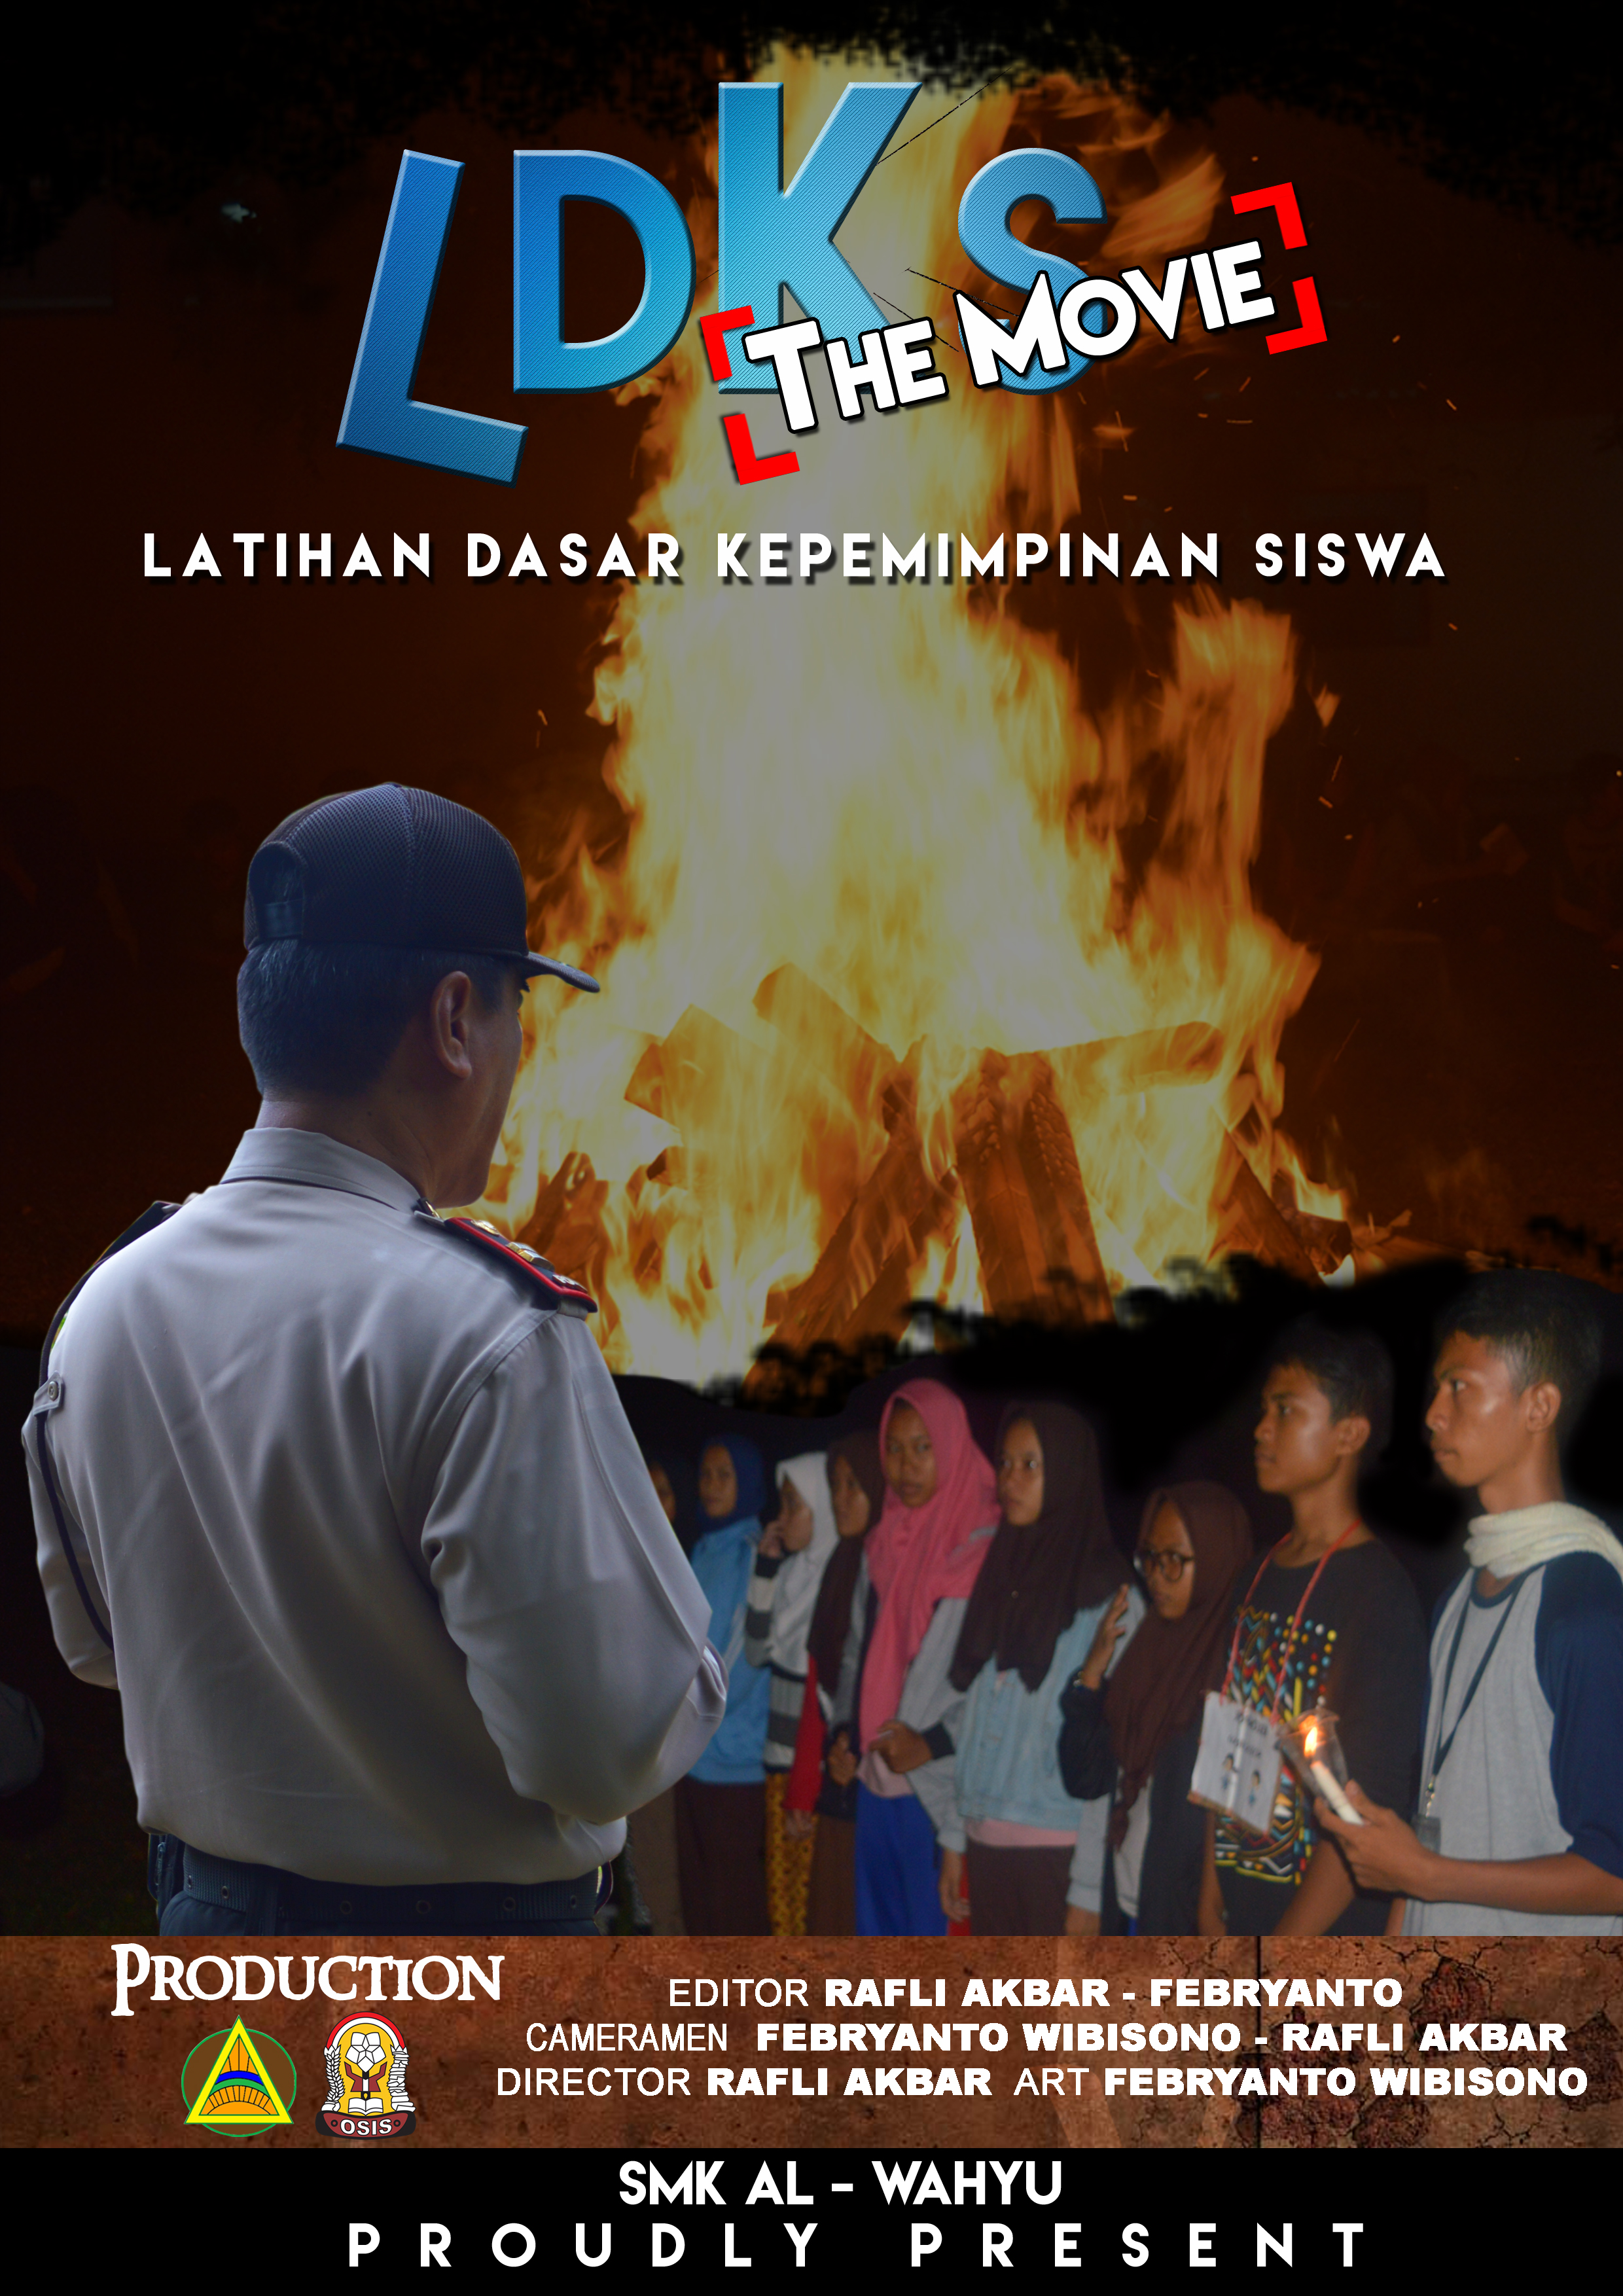 LDKS
THE MOVIE
LATIHAN DASAR KEPEMIMPINAN SISWA
PRODUCTION
OSIS
EDITOR RAFLI AKBAR - FEBRYANTO
CAMERAMEN FEBRYANTO WIBISONO - RAFLI AKBAR
DIRECTOR RAFLI AKBAR ART FEBRYANTO WIBISONO
SMK AL - WAHYU
PROUDLY PRESENT